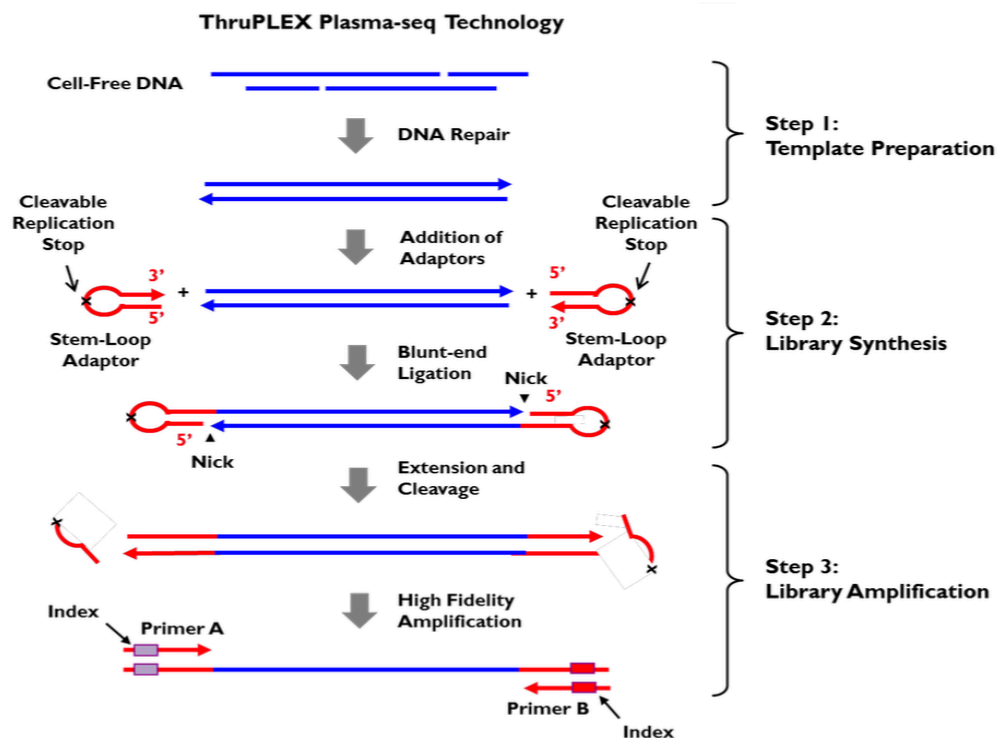 ThruPLEX Plasma-seq Technology
Cell-Free DNA
DNA Repair
Step 1:
Template Preparation
Cleavable
Replication
Stop
Addition of
Adaptors
Cleavable
Replication
Stop
3'
5'
+
+
5'
3'
Stem-Loop
Adaptor
Stem-Loop
Adaptor
Step 2:
Library Synthesis
Blunt-end
Ligation
Nick
5'
5'
Nick
Extension and
Cleavage
Step 3:
Library Amplification
High Fidelity
Amplification
Index
Primer A
Primer B
Index